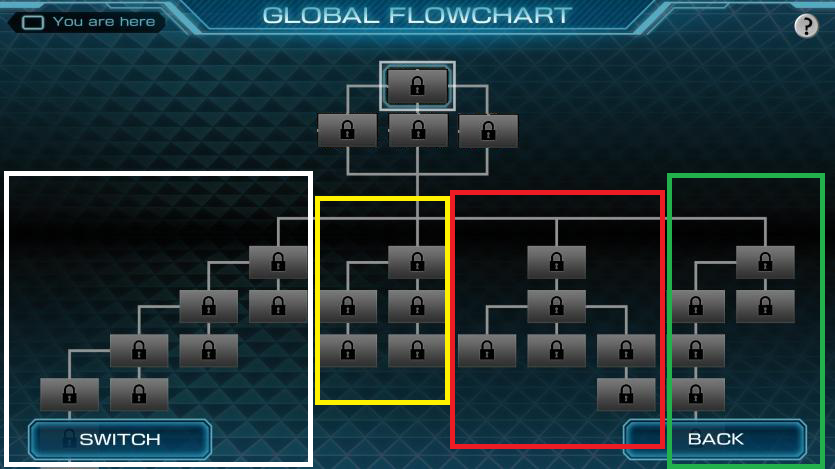 GLOBAL FLOWCHART
You are here
?
SWITCH
BACK